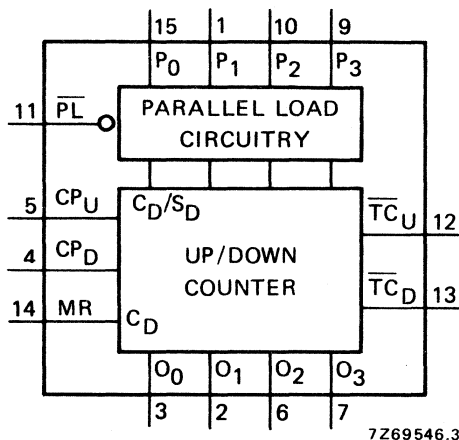 15 1 10 9
P0 P1 P2 P3
11 PL
PARALLEL LOAD
CIRCUITRY
5 CPU
CD/SD
TCU 12
4 CPD
UP/DOWN
COUNTER
TCD 13
14 MR
CD
O0 O1 O2 O3
3 2 6 7
7Z69546.3